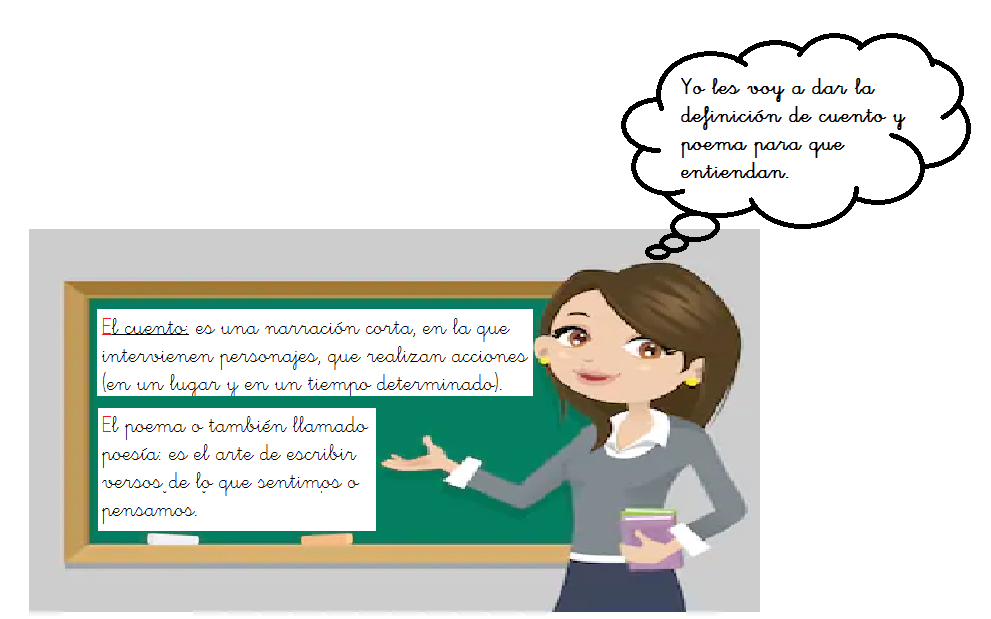 Yo les voy a dar la
definición de cuento y
poema para que
entiendan.
El cuento: es una narración corta, en la que
intervienen personajes, que realizan acciones
(en un lugar y en un tiempo determinado).
El poema o también llamado
poesía: es el arte de escribir
versos de lo que sentimos o
pensamos.